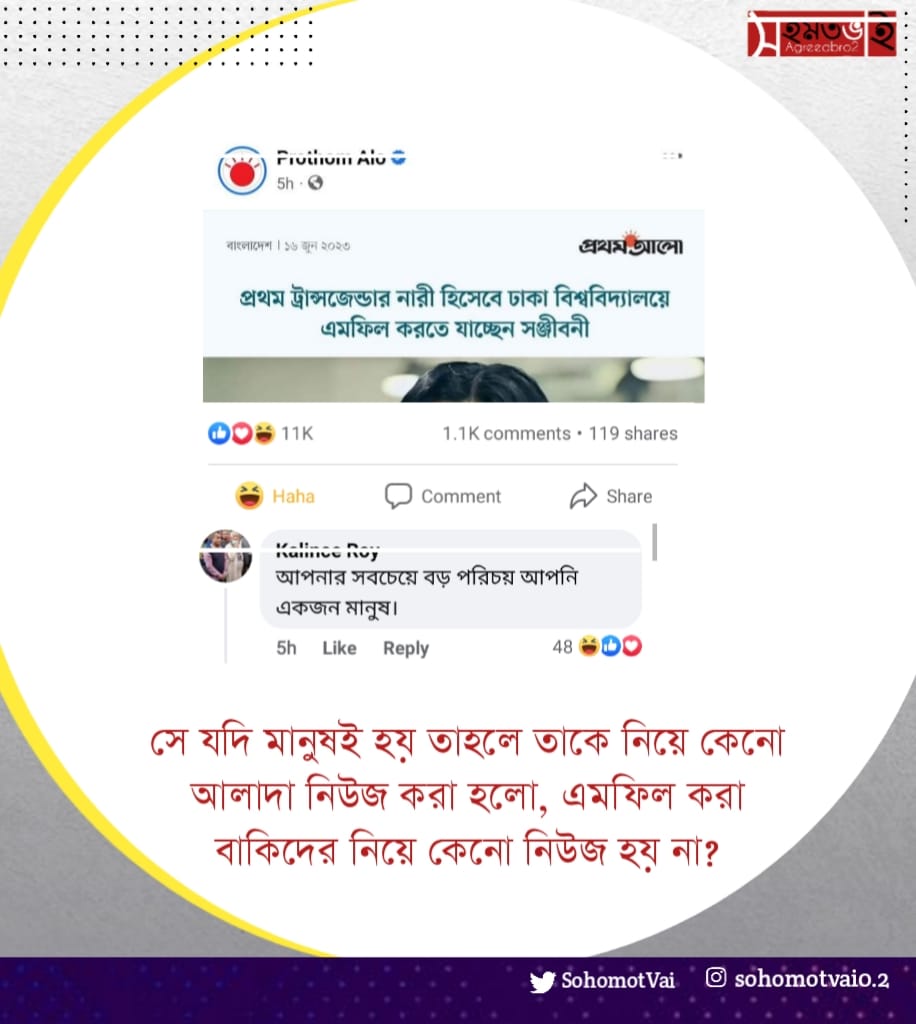 সহমতভাই
Agreeabro2
Prothom Alo
5h
বাংলাদেশ | ১৬ জুন ২০২৩
প্রথম আলো
প্রথম ট্রান্সজেন্ডার নারী হিসেবে ঢাকা বিশ্ববিদ্যালয়ে
এমফিল করতে যাচ্ছেন সঞ্জীবনী
11K
1.1K comments • 119 shares
Haha
Comment
Share
Kalince Roy
আপনার সবচেয়ে বড় পরিচয় আপনি
একজন মানুষ।
5h Like Reply
48
সে যদি মানুষই হয় তাহলে তাকে নিয়ে কেনো
আলাদা নিউজ করা হলো, এমফিল করা
বাকিদের নিয়ে কেনো নিউজ হয় না?
SohomotVai
sohomotvai0.2